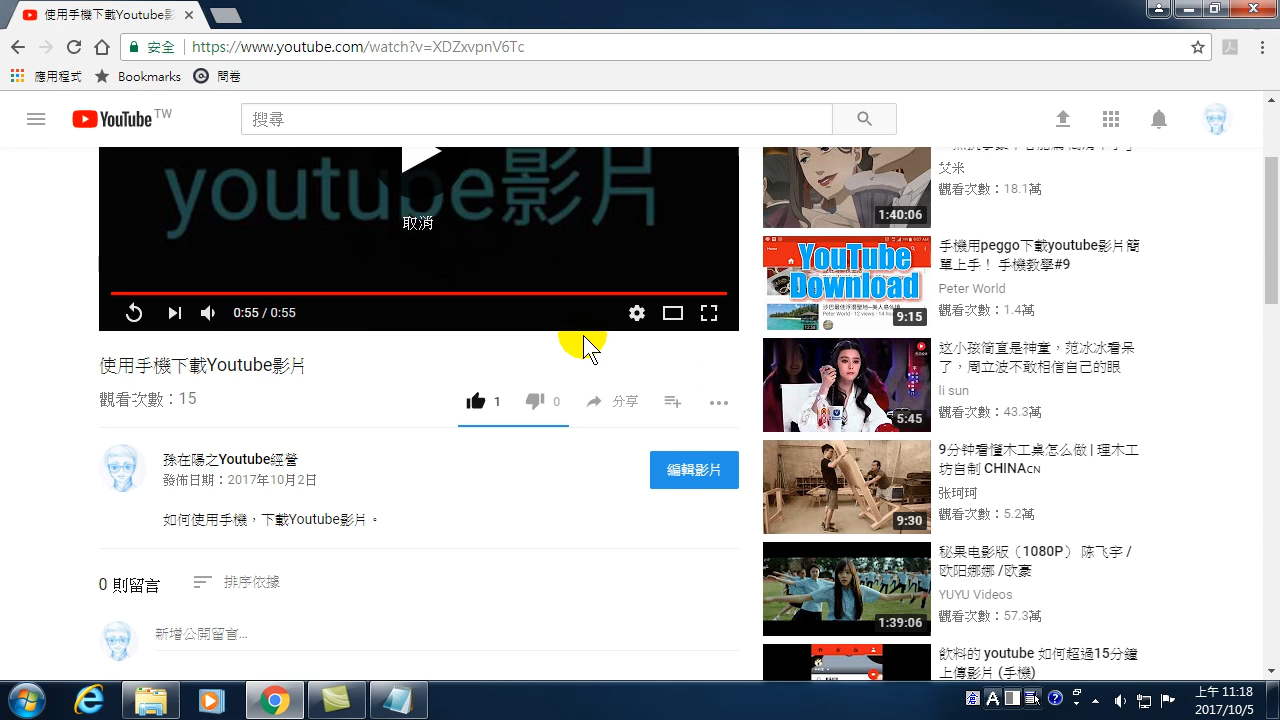 使用手機下載Youtube影
安全
https://www.youtube.com/watch?v=XDZxvpnV6Tc
應用程式
Bookmarks
問卷
YouTube TW
搜尋
youtube影片
取消
0:55 / 0:55
使用手機下載Youtube影片
觀看次數：15
1
0
分享
孫在陽之Youtube經營
發佈日期：2017年10月2日
編輯影片
如何使用手機，下載Youtube影片。
0 則留言
排序依據
新增公開留言...
艾米
觀看次數：18.1萬
1:40:06
手機用peggo下載youtube影片簡
單上手！ 手機教學#9
Peter World
觀看次數：1.4萬
YouTube
Download
9:15
这小孩简直是神童，范冰冰看呆
了，周立波不敢相信自己的眼
li sun
觀看次數：43.3萬
5:45
9分钟看懂木工桌怎么做 | 理木工
坊自制 CHINACN
张珂珂
觀看次數：5.2萬
9:30
秘果电影版（1080P） 陈飞宇 /
欧阳娜娜 /欧豪
YUYU Videos
觀看次數：57.3萬
1:39:06
飲料的 youtube 如何超過15分鐘
上傳影片 (手機)
上午 11:18
2017/10/5